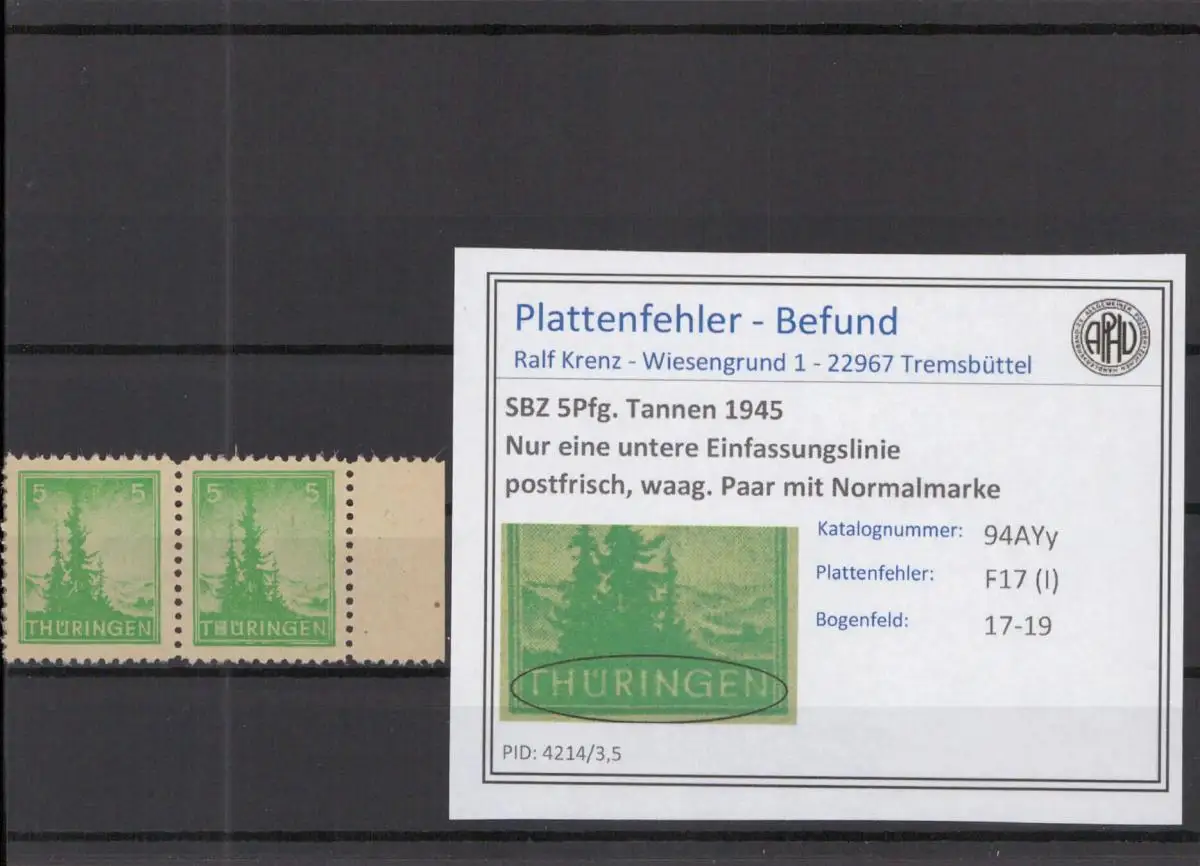 5 5
THÜRINGEN
5 5
THÜRINGEN
Plattenfehler - Befund
Ralf Krenz - Wiesengrund 1 - 22967 Tremsbüttel
APHV
SBZ 5Pfg. Tannen 1945
Nur eine untere Einfassungslinie
postfrisch, waag. Paar mit Normalmarke
THÜRINGEN
Katalognummer: 94AYy
Plattenfehler: F17 (I)
Bogenfeld: 17-19
PID: 4214/3,5